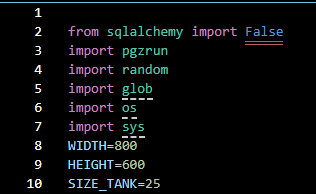 1
2 from sqlalchemy import False
3 import pgzrun
4 import random
5 import glob
6 import os
7 import sys
8 WIDTH=800
9 HEIGHT=600
10 SIZE_TANK=25